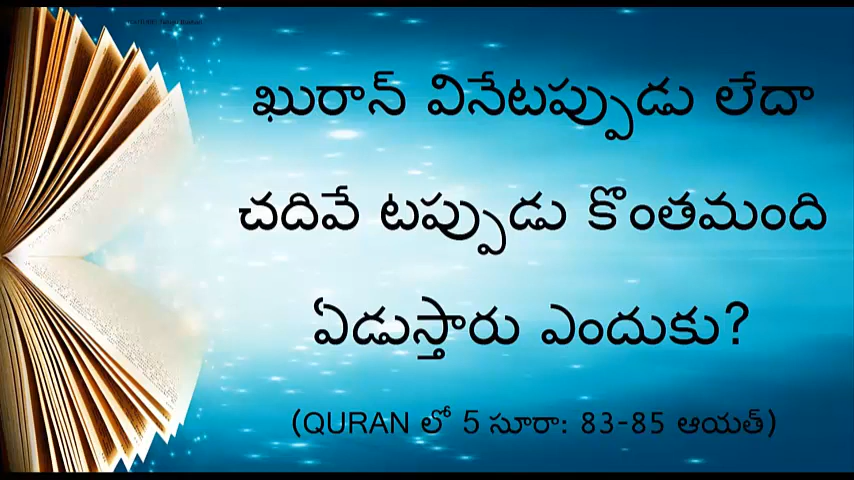 ఖురాన్ వినేటప్పుడు లేదా
చదివే టప్పుడు కొంతమంది
ఏడుస్తారు ఎందుకు?
(QURAN లో 5 సూరా: 83-85 ఆయత్)